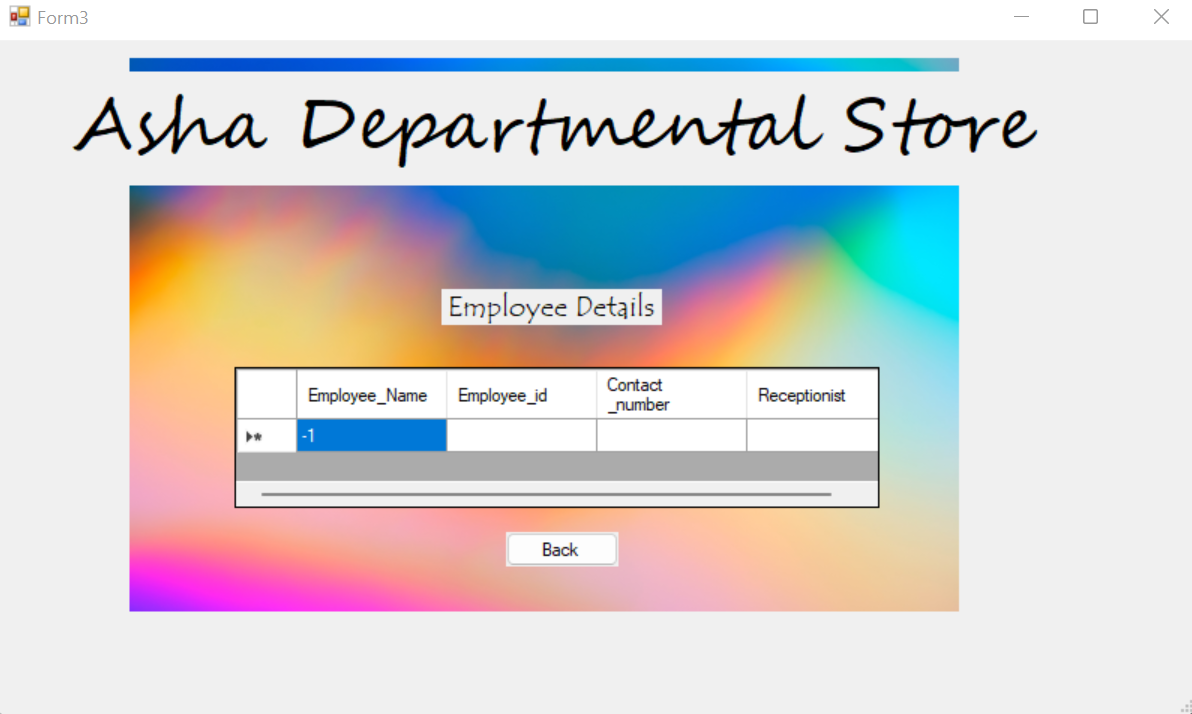 Form3
Asha Departmental Store
Employee Details
Employee_Name Employee_id Contact _number Receptionist
-1
Back